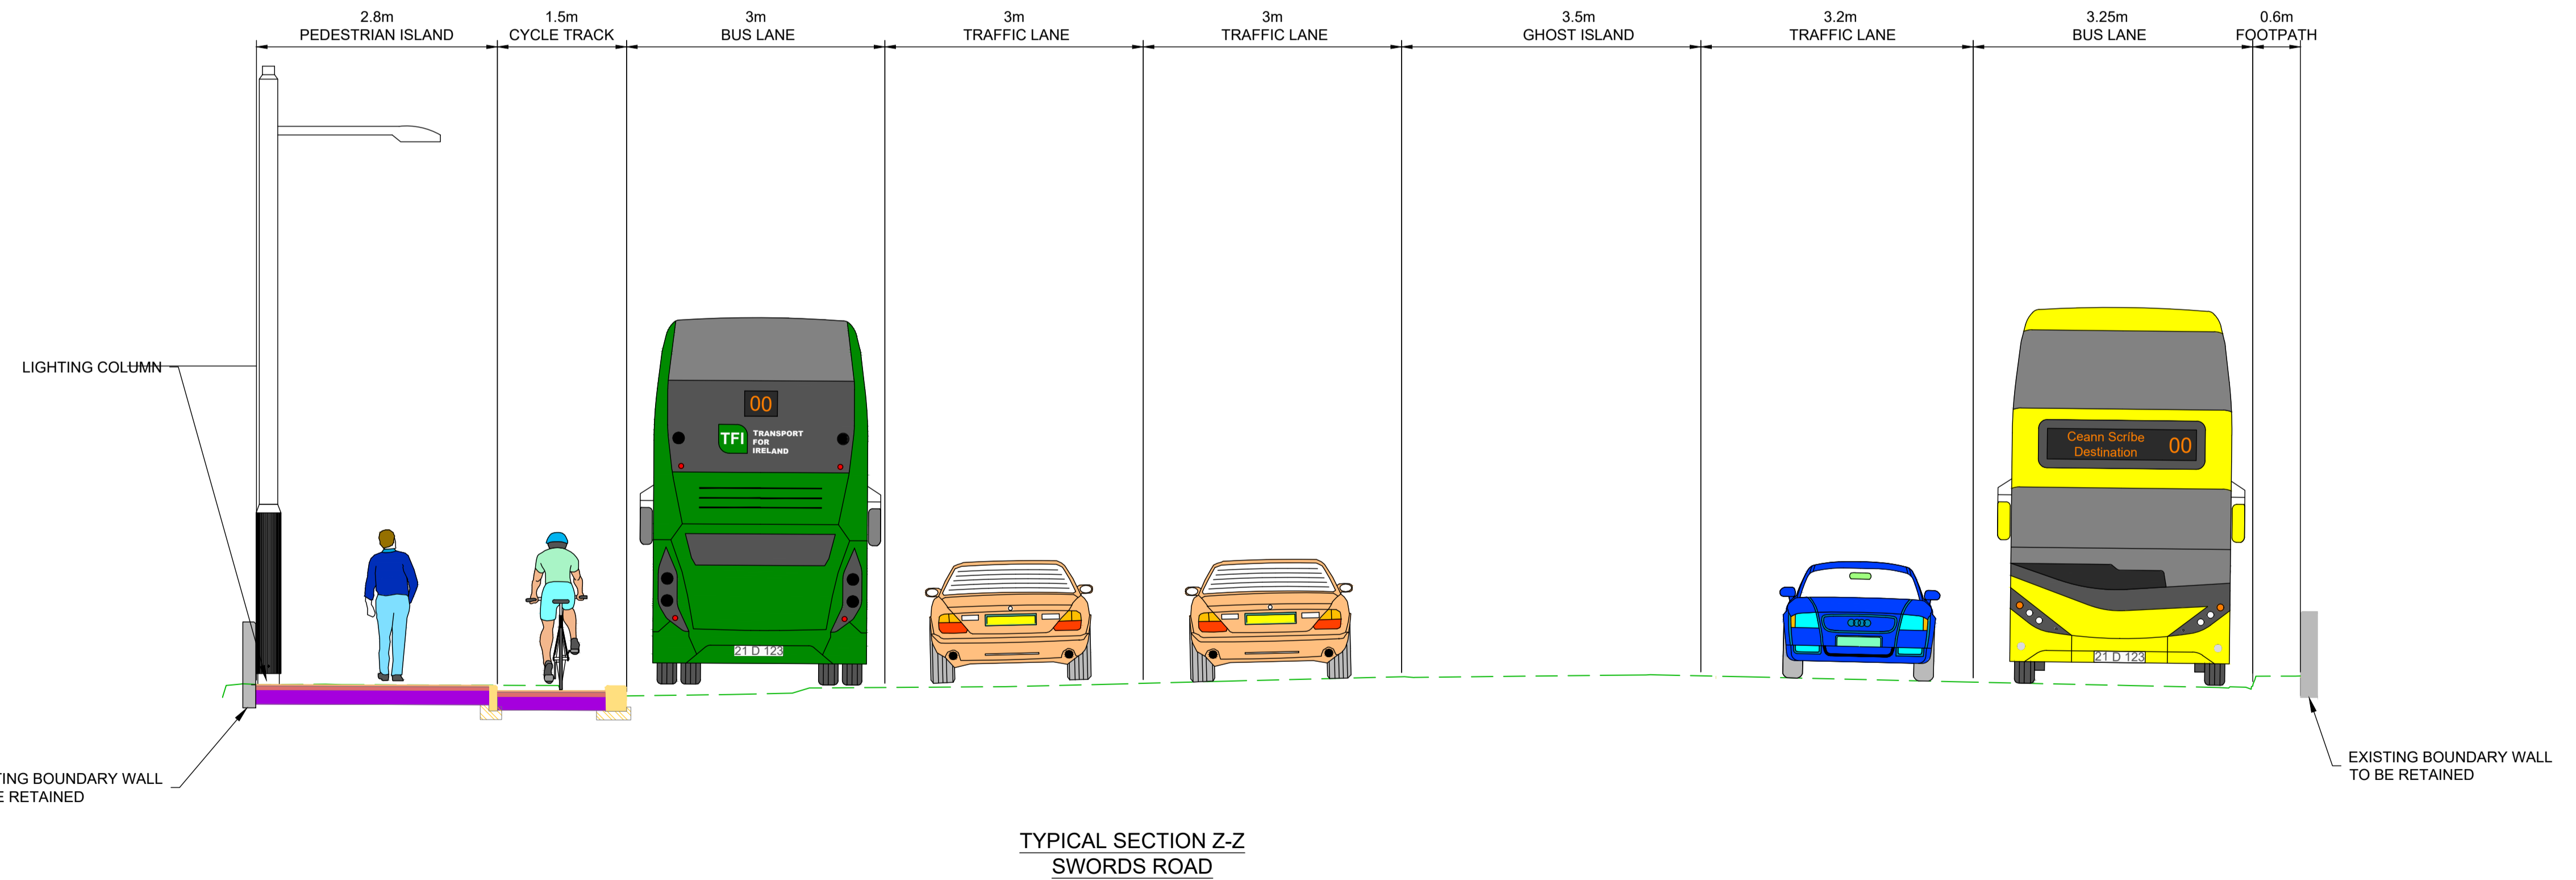 2.8m
PEDESTRIAN ISLAND
1.5m
CYCLE TRACK
3m
BUS LANE
3m
TRAFFIC LANE
3m
TRAFFIC LANE
3.5m
GHOST ISLAND
3.2m
TRAFFIC LANE
3.25m
BUS LANE
0.6m
FOOTPATH
LIGHTING COLUMN
00
TFI
TRANSPORT
FOR
IRELAND
21 D 123
Ceann Scríbe
Destination
00
21 D 123
TING BOUNDARY WALL
E RETAINED
EXISTING BOUNDARY WALL
TO BE RETAINED
TYPICAL SECTION Z-Z
SWORDS ROAD